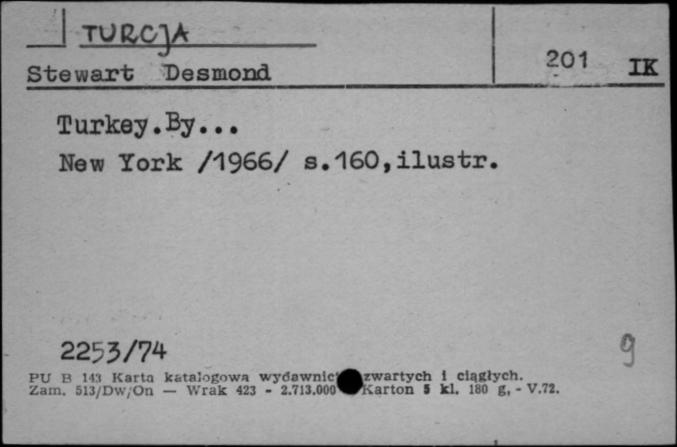 TURCJA
Stewart Desmond
201 IK
Turkey.By...
New York /1966/ s.160,ilustr.
2253/74
9
PU B 143 Karta katalogowa wydawnict zwartych i ciągłych.
Zam. 513/Dw/On — Wrak 423 - 2.713.000 Karton 5 kl. 180 g, - V.72.